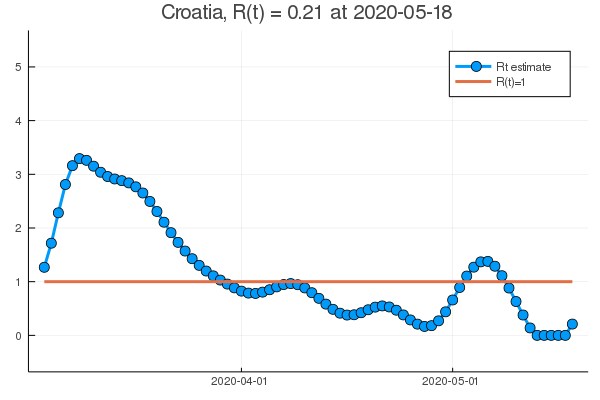 Croatia, R(t) = 0.21 at 2020-05-18
5
4
3
2
1
0
Rt estimate
R(t)=1
2020-04-01
2020-05-01